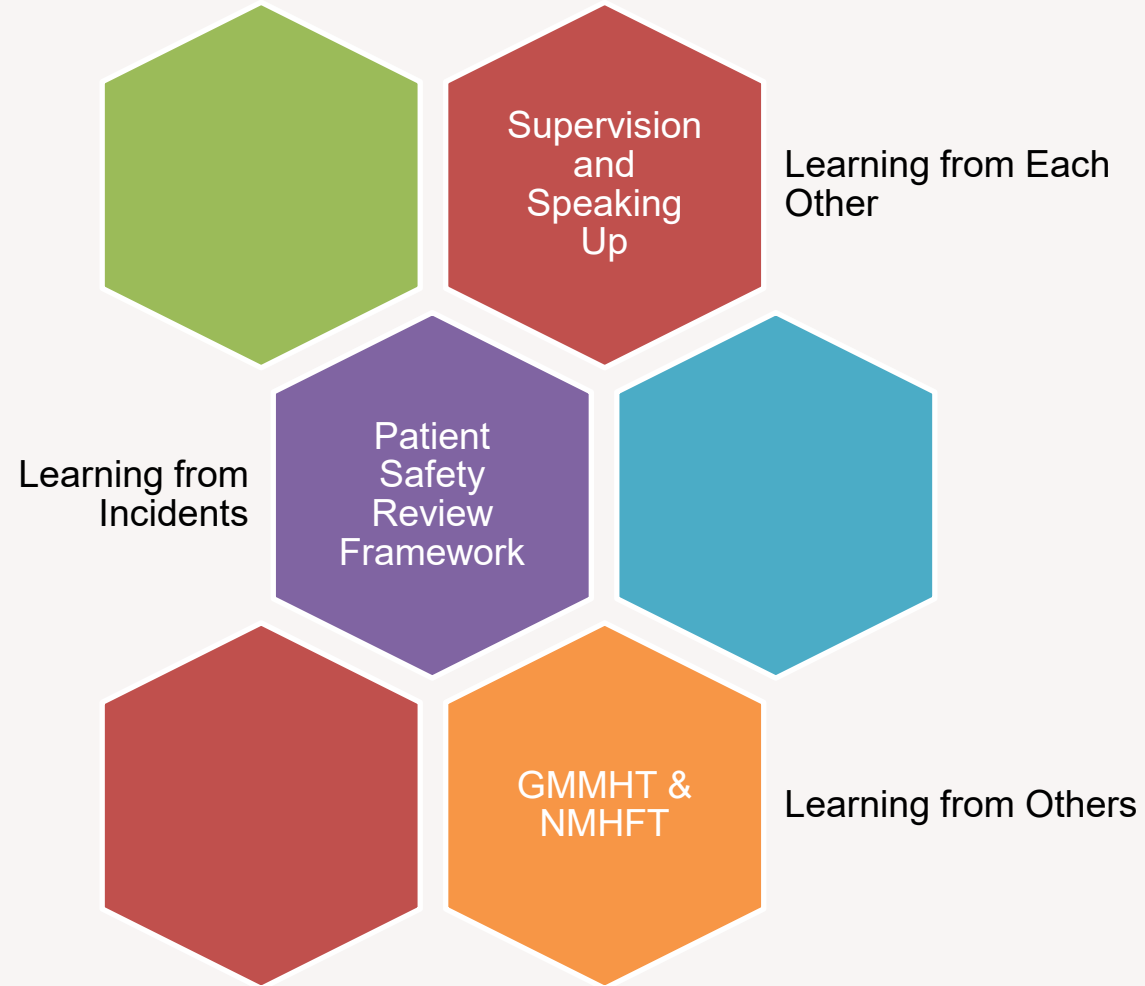 Supervision
and
Speaking
Up
Learning from Each
Other
Learning from
Incidents
Patient
Safety
Review
Framework
GMMHT &
NMHFT
Learning from Others